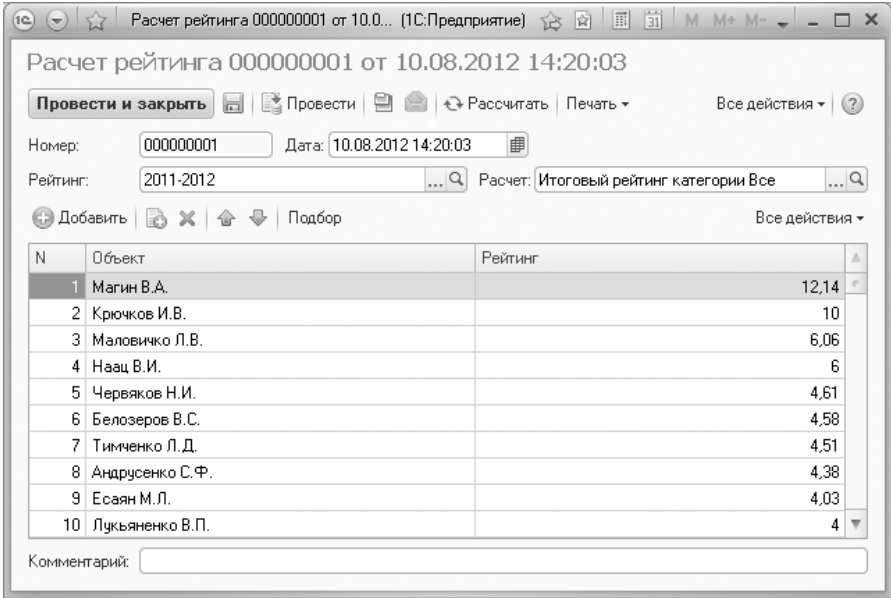 1С Расчет рейтинга 000000001 от 10.0... (1С:Предприятие) 31 M M+ M-
Расчет рейтинга 000000001 от 10.08.2012 14:20:03
Провести и закрыть Провести Рассчитать Печать Все действия ?
Номер: 000000001 Дата: 10.08.2012 14:20:03
Рейтинг: 2011-2012 ... Расчет: Итоговый рейтинг категории Все ...
Добавить Подбор Все действия
N Объект Рейтинг
1 Магин В.А. 12,14
2 Крючков И.В. 10
3 Маловичко Л.В. 6,06
4 Наац В.И. 6
5 Червяков Н.И. 4,61
6 Белозеров В.С. 4,58
7 Тимченко Л.Д. 4,51
8 Андрусенко С.Ф. 4,38
9 Есаян М.Л. 4,03
10 Лукьяненко В.П. 4
Комментарий: